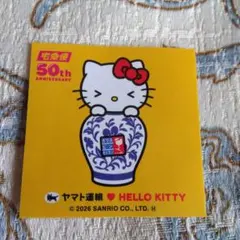 宅急便
50th
ANNIVERSARY
ヤマト運輸 ♥ HELLO KITTY
© 2026 SANRIO CO., LTD.